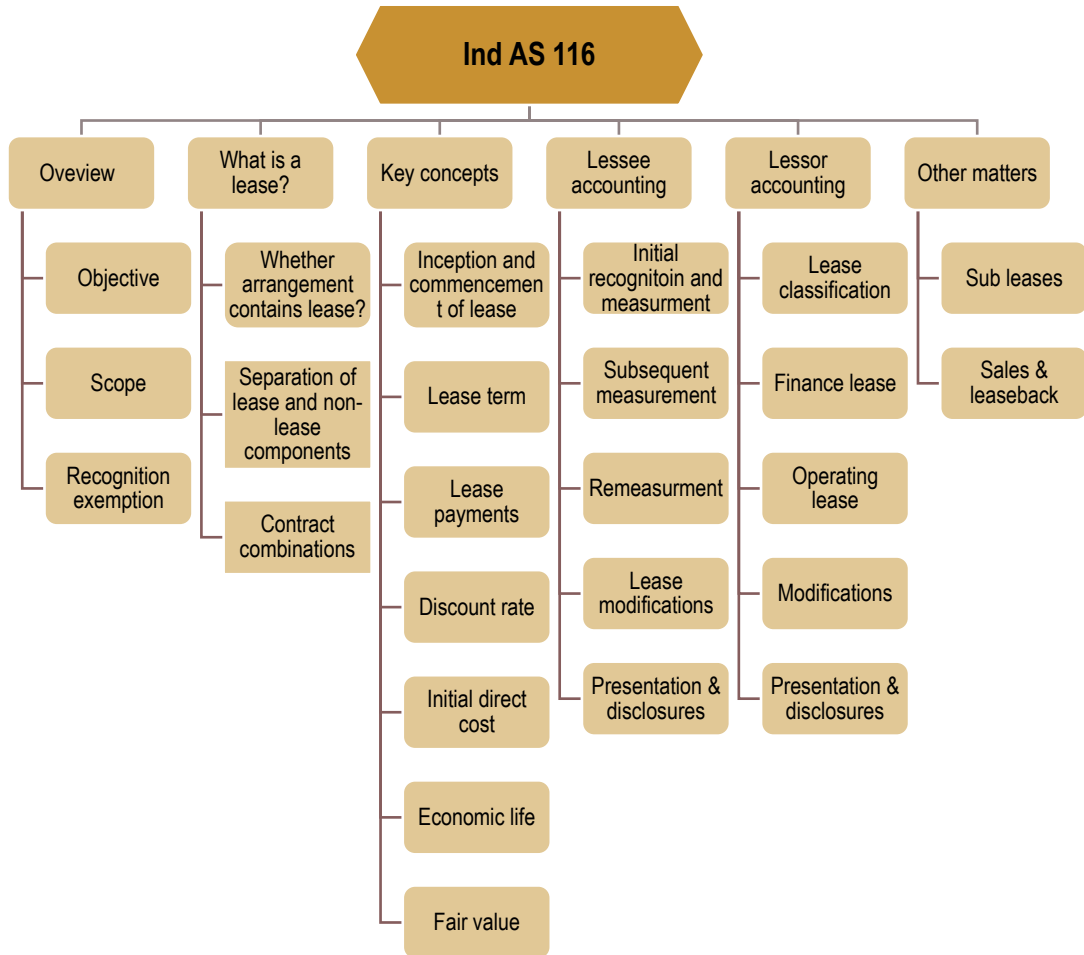 Ind AS 116
Oveview
Objective
Scope
Recognition
exemption
What is a
lease?
Whether
arrangement
contains lease?
Separation of
lease and non-
lease
components
Contract
combinations
Key concepts
Inception and
commencemen
t of lease
Lease term
Lease
payments
Discount rate
Initial direct
cost
Economic life
Fair value
Lessee
accounting
Initial
recognitoin and
measurment
Subsequent
measurement
Remeasurment
Lease
modifications
Presentation &
disclosures
Lessor
accounting
Lease
classification
Finance lease
Operating
lease
Modifications
Presentation &
disclosures
Other matters
Sub leases
Sales &
leaseback